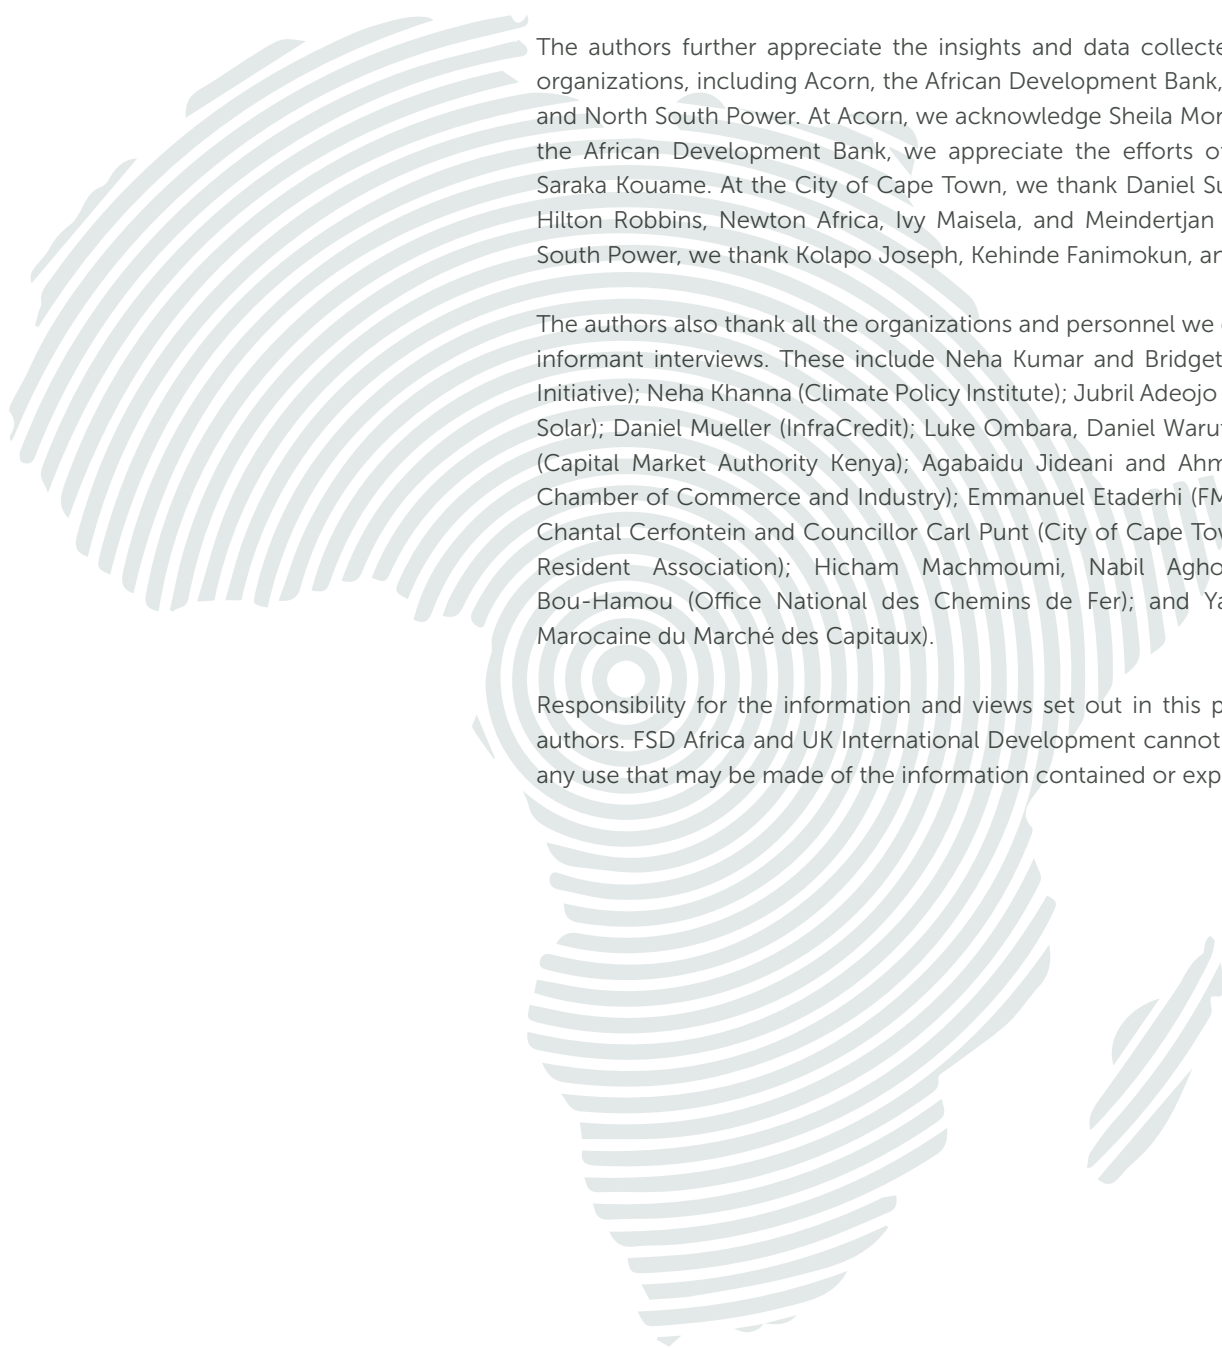 The authors further appreciate the insights and data collecte
organizations, including Acorn, the African Development Bank,
and North South Power. At Acorn, we acknowledge Sheila Mor
the African Development Bank, we appreciate the efforts of
Saraka Kouame. At the City of Cape Town, we thank Daniel Su
Hilton Robbins, Newton Africa, Ivy Maisela, and Meindertjan
South Power, we thank Kolapo Joseph, Kehinde Fanimokun, an
The authors also thank all the organizations and personnel we
informant interviews. These include Neha Kumar and Bridget
Initiative); Neha Khanna (Climate Policy Institute); Jubril Adeojo
Solar); Daniel Mueller (InfraCredit); Luke Ombara, Daniel Waru
(Capital Market Authority Kenya); Agabaidu Jideani and Ahm
Chamber of Commerce and Industry); Emmanuel Etaderhi (FM
Chantal Cerfontein and Councillor Carl Punt (City of Cape Tow
Resident Association); Hicham Machmoumi, Nabil Agho
Bou-Hamou (Office National des Chemins de Fer); and Ya
Marocaine du Marché des Capitaux).
Responsibility for the information and views set out in this p
authors. FSD Africa and UK International Development cannot
any use that may be made of the information contained or exp